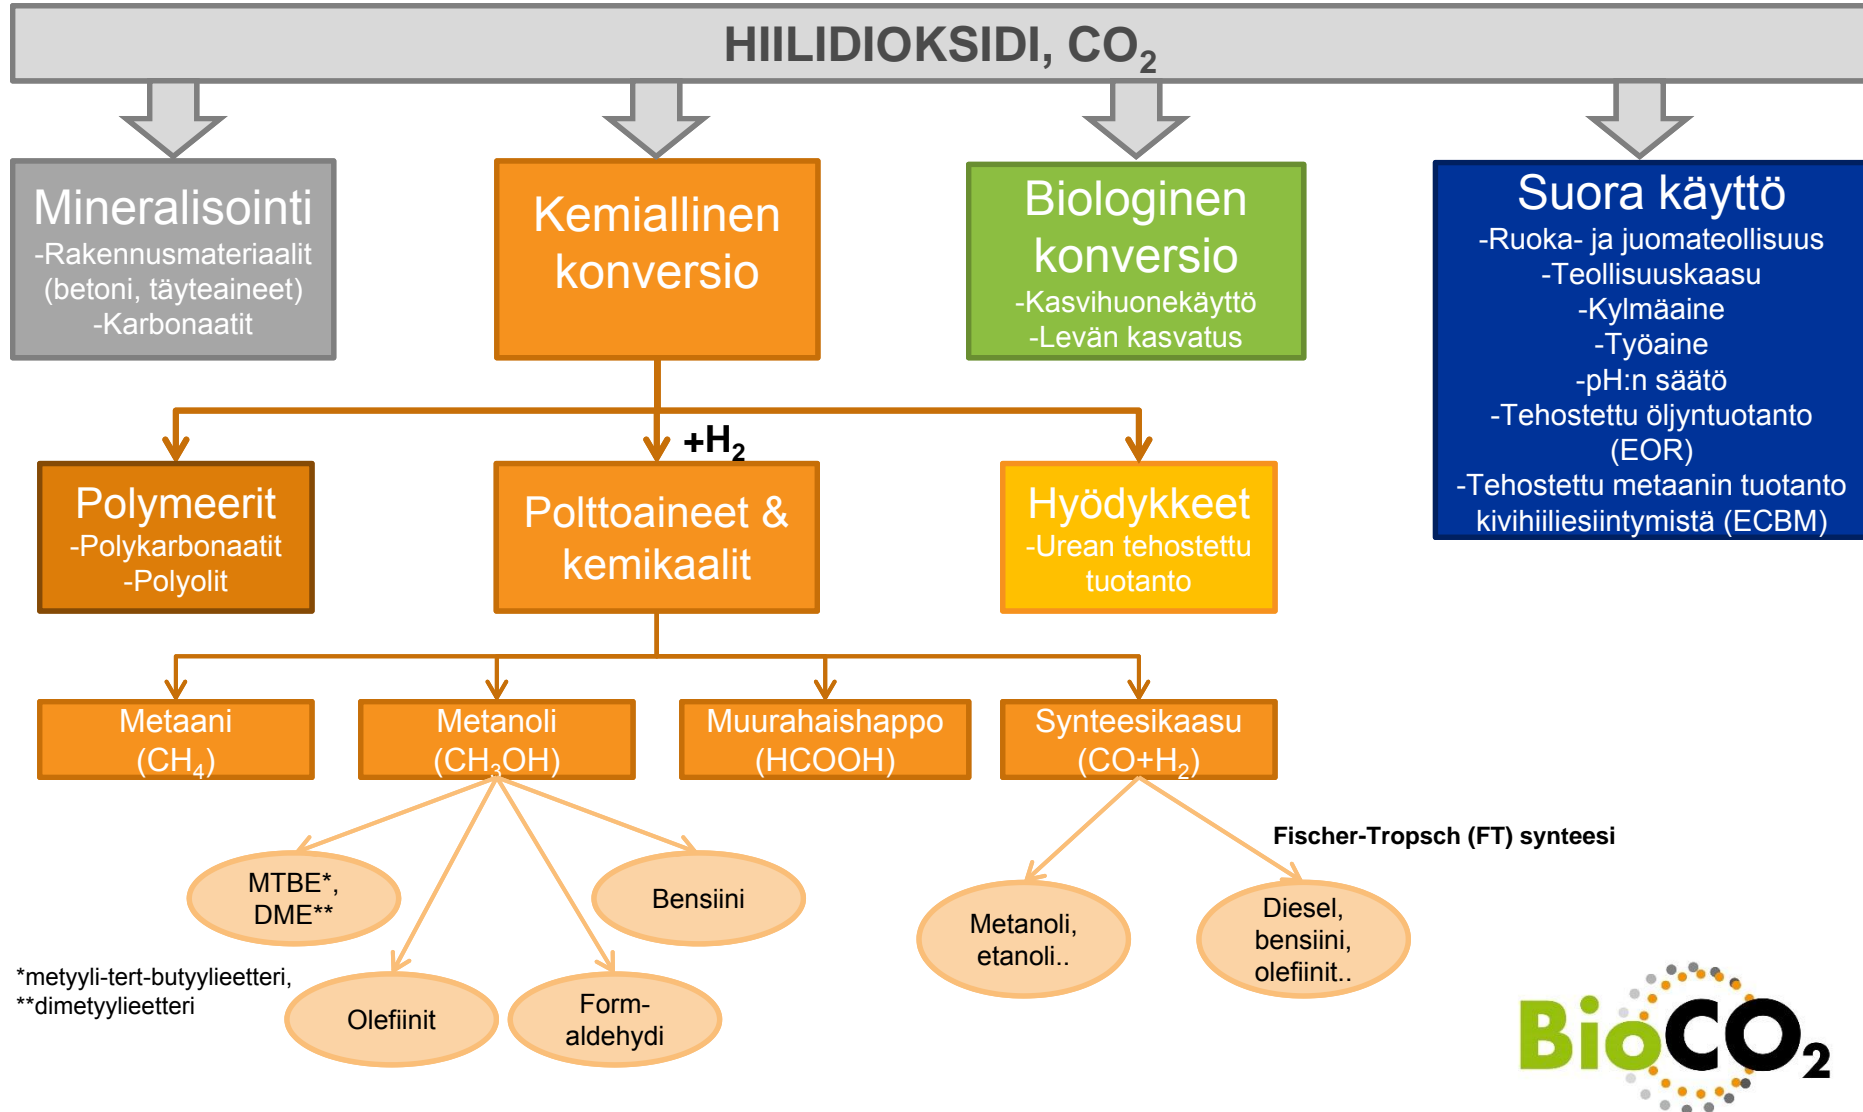 HIILIDIOKSIDI, CO₂
Mineralisointi
-Rakennusmateriaalit
(betoni, täyteaineet)
-Karbonaatit
Kemiallinen
konversio
Biologinen
konversio
-Kasvihuonekäyttö
-Levän kasvatus
Suora käyttö
-Ruoka- ja juomateollisuus
-Teollisuuskaasu
-Kylmäaine
-Työaine
-pH:n säätö
-Tehostettu öljyntuotanto
(EOR)
-Tehostettu metaanin tuotanto
kivihiiliesiintymistä (ECBM)
+H₂
Polymeerit
-Polykarbonaatit
-Polyolit
Polttoaineet &
kemikaalit
Hyödykkeet
-Urean tehostettu
tuotanto
Metaani
(CH₄)
Metanoli
(CH₃OH)
Muurahaishappo
(HCOOH)
Synteesikaasu
(CO+H₂)
Fischer-Tropsch (FT) synteesi
MTBE*,
DME**
Bensiini
Metanoli,
etanoli..
Diesel,
bensiini,
olefiinit..
*metyyli-tert-butyylieetteri,
**dimetyylieetteri
Olefiinit
Form-
aldehydi
BioCO₂